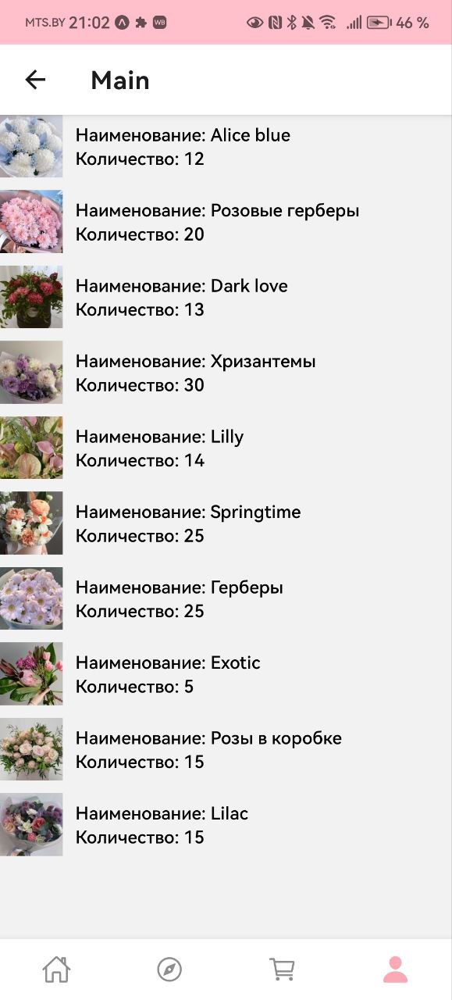 MTS.BY 21:02 WB 46 %
Main
Наименование: Alice blue
Количество: 12
Наименование: Розовые герберы
Количество: 20
Наименование: Dark love
Количество: 13
Наименование: Хризантемы
Количество: 30
Наименование: Lilly
Количество: 14
Наименование: Springtime
Количество: 25
Наименование: Герберы
Количество: 25
Наименование: Exotic
Количество: 5
Наименование: Розы в коробке
Количество: 15
Наименование: Lilac
Количество: 15